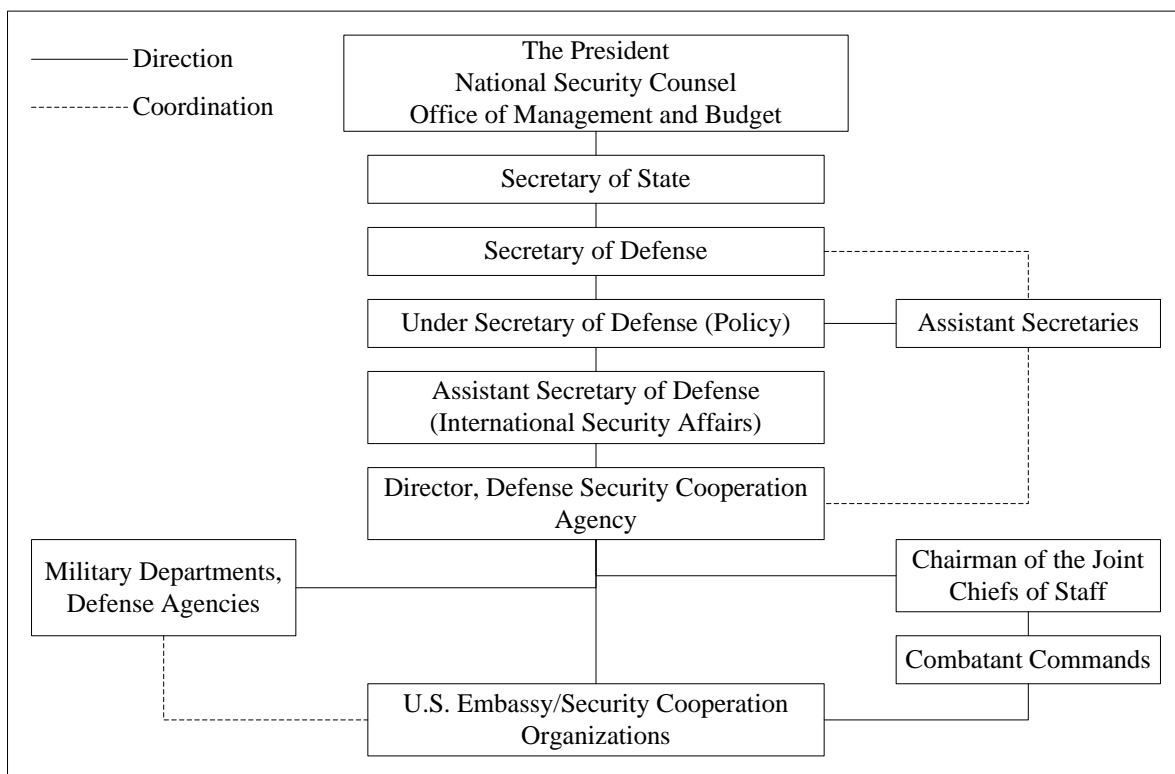 Direction
Coordination
The President
National Security Counsel
Office of Management and Budget
Secretary of State
Secretary of Defense
Under Secretary of Defense (Policy)
Assistant Secretaries
Assistant Secretary of Defense
(International Security Affairs)
Director, Defense Security Cooperation
Agency
Military Departments,
Defense Agencies
Chairman of the Joint
Chiefs of Staff
Combatant Commands
U.S. Embassy/Security Cooperation
Organizations